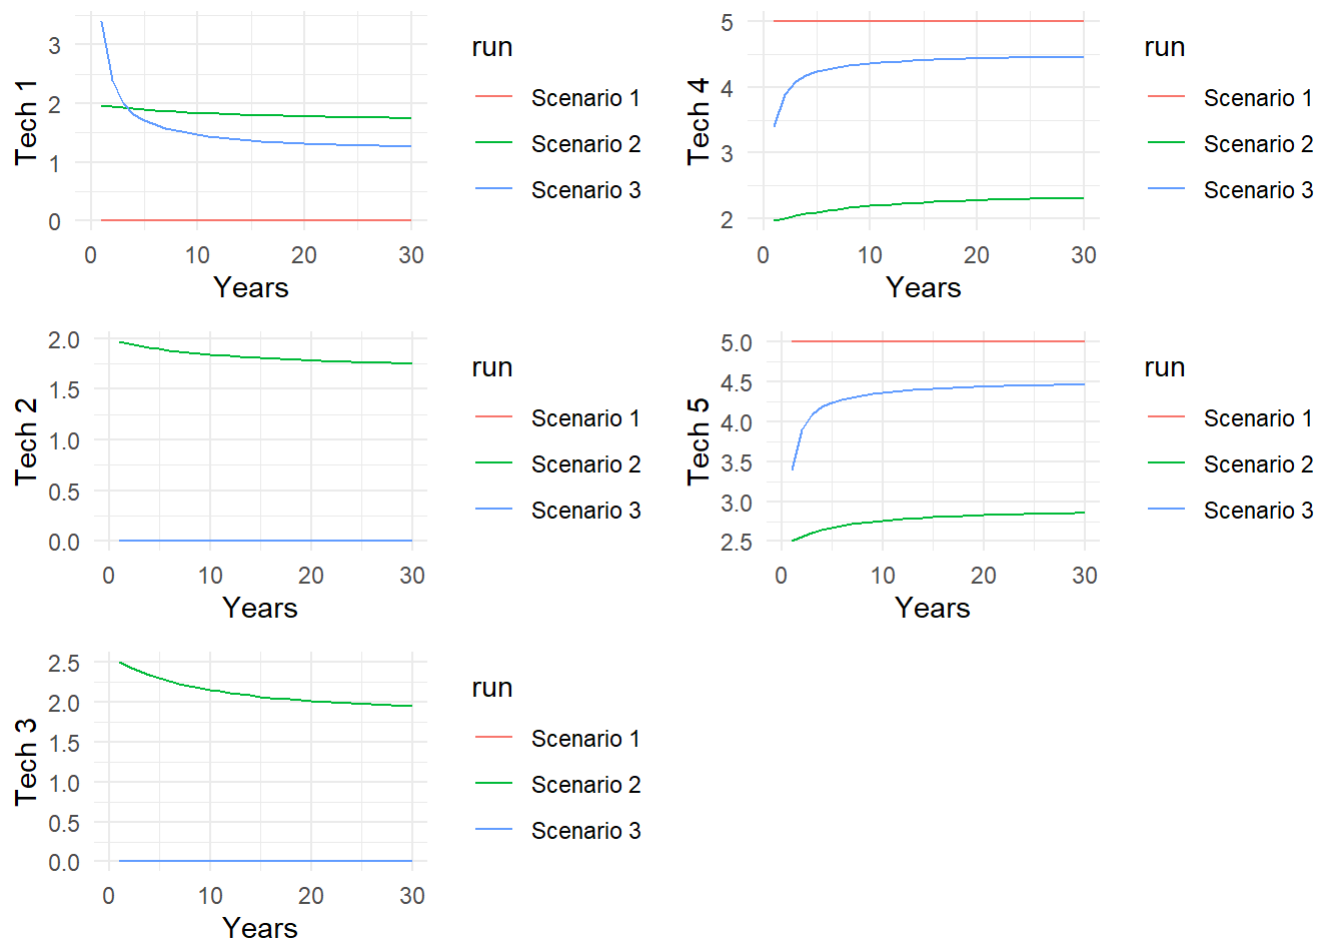 Tech 1
3
2
1
0
0 10 20 30
Years
run
Scenario 1
Scenario 2
Scenario 3
Tech 4
5
4
3
2
0 10 20 30
Years
run
Scenario 1
Scenario 2
Scenario 3
Tech 2
2.0
1.5
1.0
0.5
0.0
0 10 20 30
Years
run
Scenario 1
Scenario 2
Scenario 3
Tech 5
5.0
4.5
4.0
3.5
3.0
2.5
0 10 20 30
Years
run
Scenario 1
Scenario 2
Scenario 3
Tech 3
2.5
2.0
1.5
1.0
0.5
0.0
0 10 20 30
Years
run
Scenario 1
Scenario 2
Scenario 3